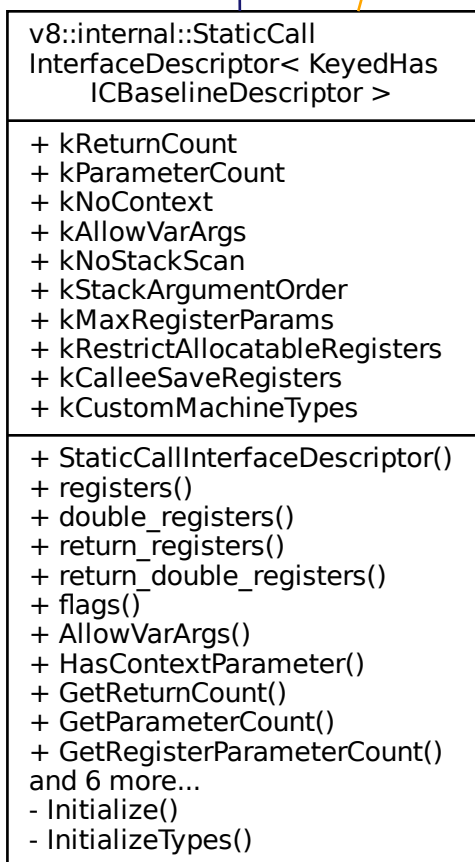 v8::internal::StaticCall
InterfaceDescriptor< KeyedHas
ICBaselineDescriptor >
+ kReturnCount
+ kParameterCount
+ kNoContext
+ kAllowVarArgs
+ kNoStackScan
+ kStackArgumentOrder
+ kMaxRegisterParams
+ kRestrictAllocatableRegisters
+ kCalleeSaveRegisters
+ kCustomMachineTypes
+ StaticCallInterfaceDescriptor()
+ registers()
+ double_registers()
+ return_registers()
+ return_double_registers()
+ flags()
+ AllowVarArgs()
+ HasContextParameter()
+ GetReturnCount()
+ GetParameterCount()
+ GetRegisterParameterCount()
and 6 more...
- Initialize()
- InitializeTypes()